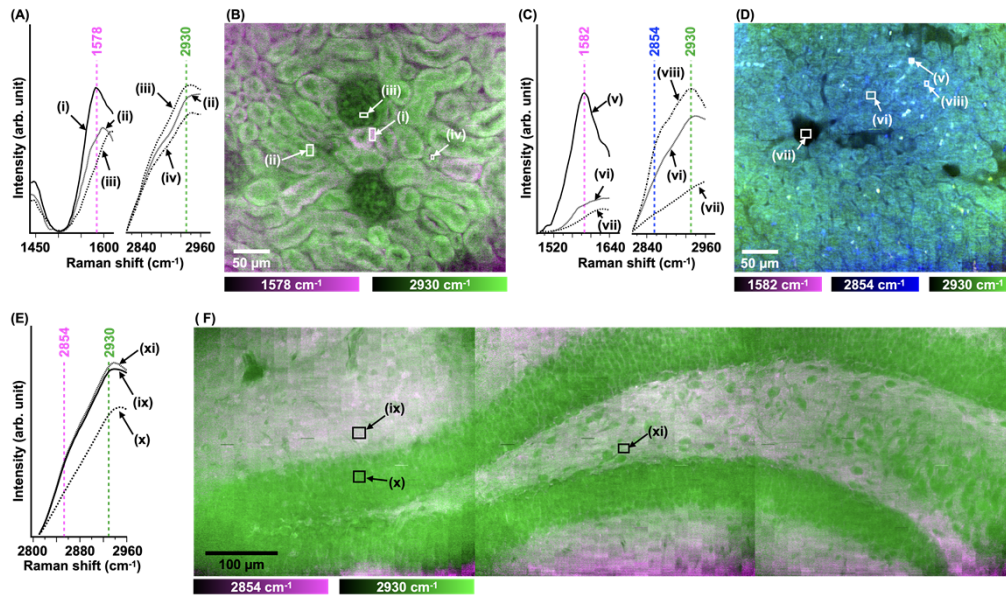 (A)
Intensity (arb. unit)
1578
2930
(i)
(ii)
(iii)
(iii)
(ii)
(iv)
1450 1600 2840 2960
Raman shift (cm-1)
(B)
(iii)
(i)
(ii)
(iv)
50 µm
1578 cm-1 2930 cm-1
(C)
Intensity (arb. unit)
1582
2854
2930
(v)
(vi)
(vii)
(viii)
(vi)
(vii)
1520 1640 2840 2960
Raman shift (cm-1)
(D)
(v)
(viii)
(vi)
(vii)
50 µm
1582 cm-1 2854 cm-1 2930 cm-1
(E)
Intensity (arb. unit)
2854
2930
(xi)
(ix)
(x)
2800 2880 2960
Raman shift (cm-1)
( F)
(ix)
(xi)
(x)
100 µm
2854 cm-1 2930 cm-1